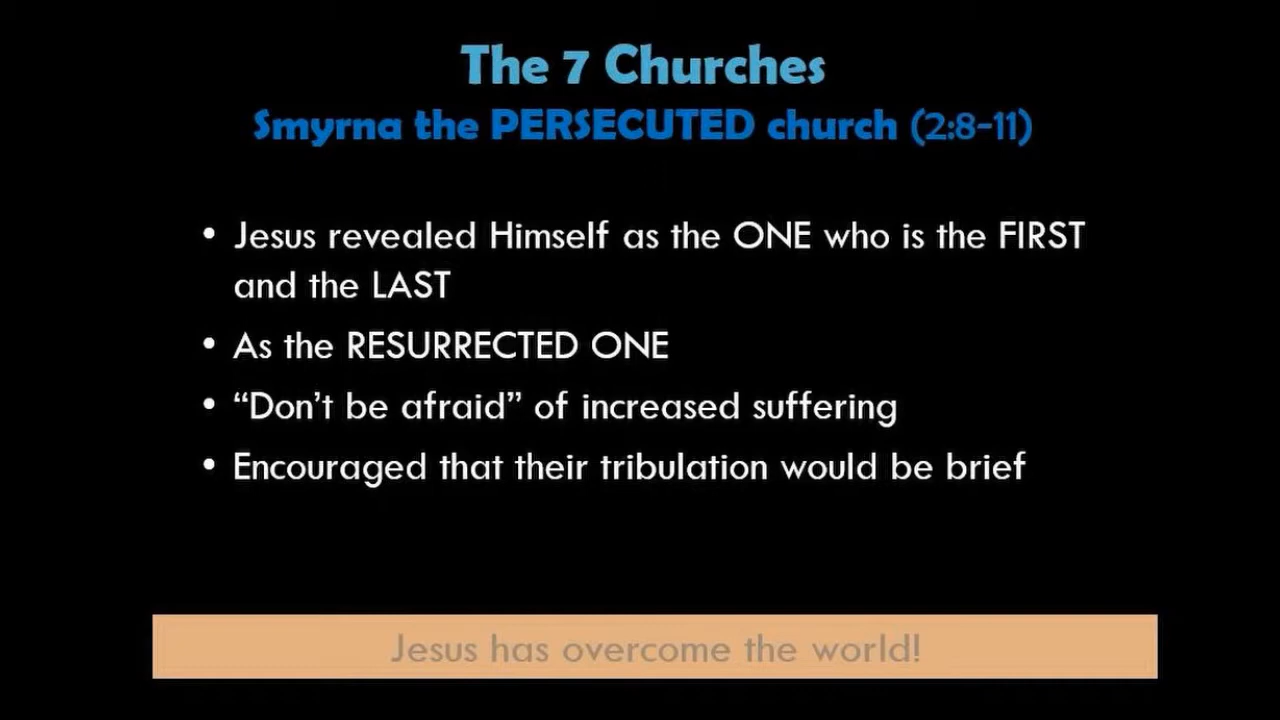 The 7 Churches
Smyrna the PERSECUTED church (2:8-11)
• Jesus revealed Himself as the ONE who is the FIRST
and the LAST
• As the RESURRECTED ONE
• “Don’t be afraid” of increased suffering
• Encouraged that their tribulation would be brief
Jesus has overcome the world!